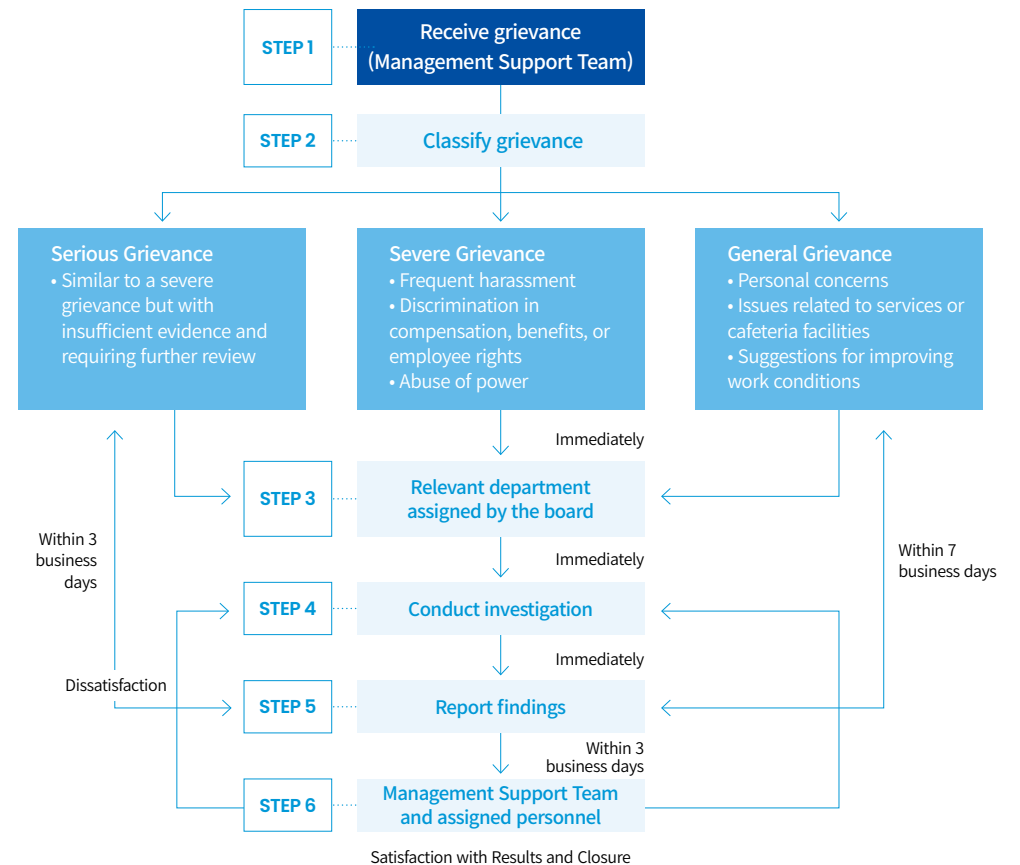 STEP 1
Receive grievance
(Management Support Team)
STEP 2
Classify grievance
Serious Grievance
• Similar to a severe
grievance but with
insufficient evidence and
requiring further review
Severe Grievance
• Frequent harassment
• Discrimination in
compensation, benefits, or
employee rights
• Abuse of power
General Grievance
• Personal concerns
• Issues related to services or
cafeteria facilities
• Suggestions for improving
work conditions
Immediately
STEP 3
Relevant department
assigned by the board
Within 3
business
days
Immediately
Within 7
business days
STEP 4
Conduct investigation
Immediately
Dissatisfaction
STEP 5
Report findings
Within 3
business days
STEP 6
Management Support Team
and assigned personnel
Satisfaction with Results and Closure